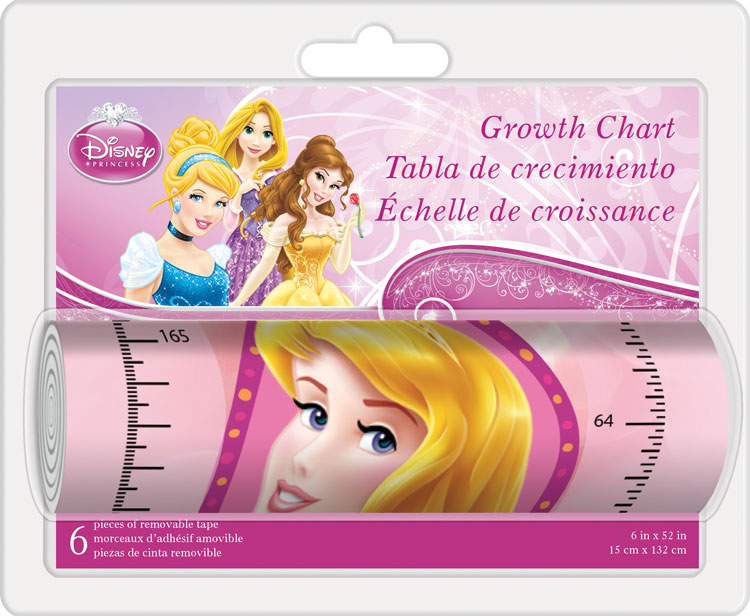 Disney
PRINCESS
Growth Chart
Tabla de crecimiento
Échelle de croissance
165
64
6
pieces of removable tape
morceaux d'adhésif amovible
piezas de cinta removible
6 in x 52 in
15 cm x 132 cm